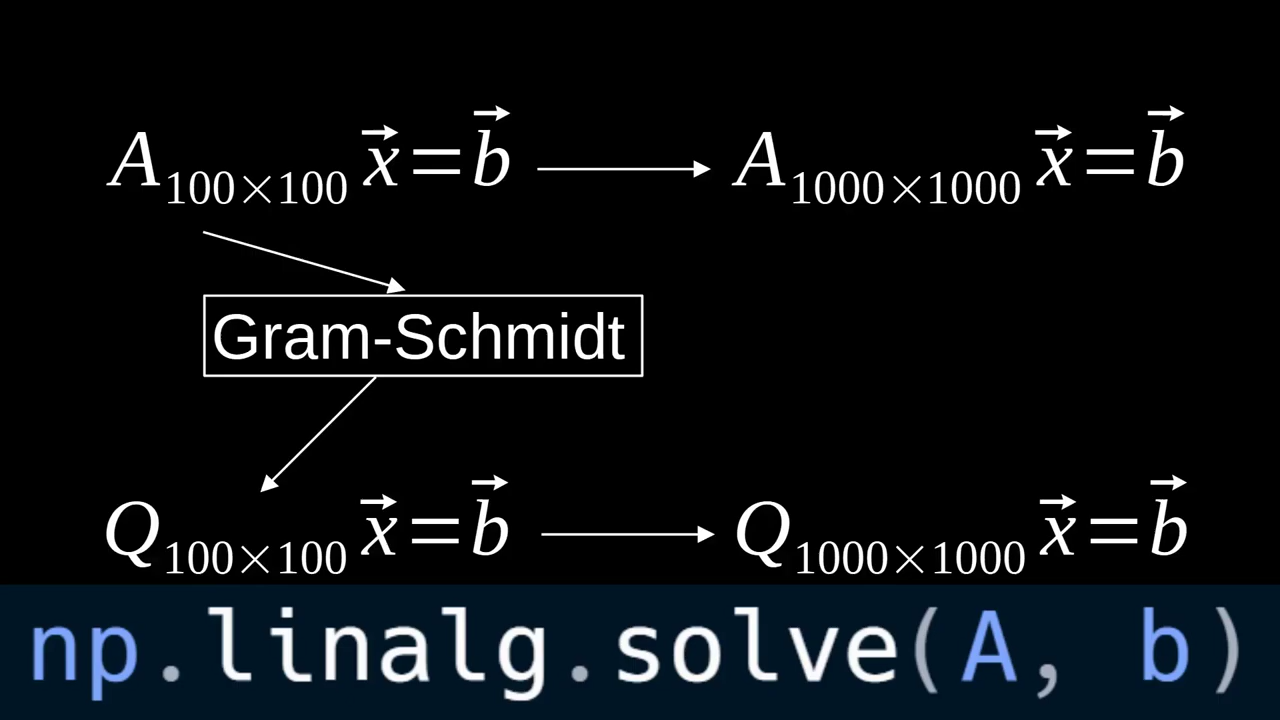 A₁₀₀×₁₀₀ x⃗ = b⃗ → A₁₀₀₀×₁₀₀₀ x⃗ = b⃗
Gram-Schmidt
Q₁₀₀×₁₀₀ x⃗ = b⃗ → Q₁₀₀₀×₁₀₀₀ x⃗ = b⃗
np.linalg.solve(A, b)